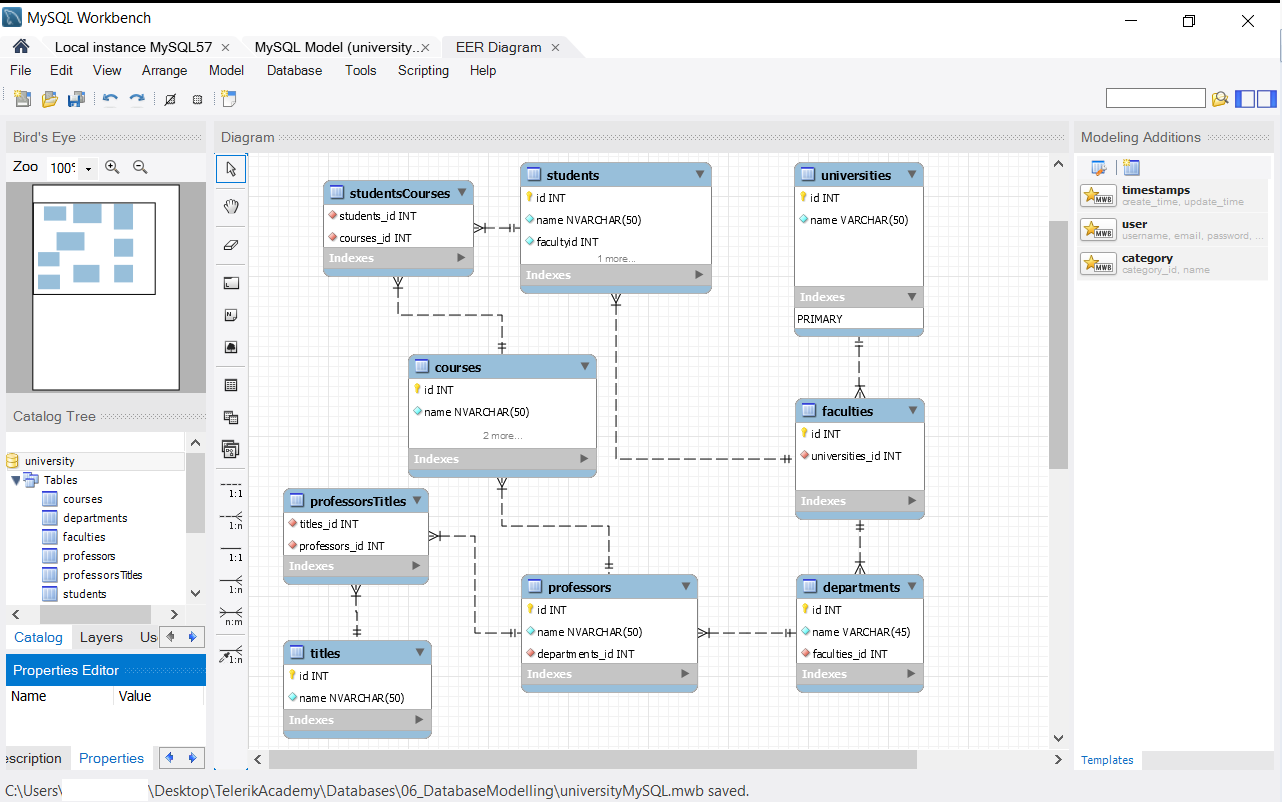 MySQL Workbench
Local instance MySQL57 × MySQL Model (university..× EER Diagram ×
File Edit View Arrange Model Database Tools Scripting Help
Bird's Eye
Zoo 100%
Catalog Tree
university
Tables
courses
departments
faculties
professors
professorsTitles
students
Catalog Layers Us
Properties Editor
Name Value
escription Properties
Diagram
1:1
1:n
1:1
1:n
n:m
1:n
studentsCourses
students_id INT
courses_id INT
Indexes
students
id INT
name NVARCHAR(50)
facultyid INT
1 more...
Indexes
universities
id INT
name VARCHAR(50)
Indexes
PRIMARY
courses
id INT
name NVARCHAR(50)
2 more...
Indexes
faculties
id INT
universities_id INT
Indexes
professorsTitles
titles_id INT
professors_id INT
Indexes
professors
id INT
name NVARCHAR(50)
departments_id INT
Indexes
departments
id INT
name VARCHAR(45)
faculties_id INT
Indexes
titles
id INT
name NVARCHAR(50)
Indexes
Modeling Additions
MWB
timestamps
create_time, update_time
MWB
user
username, email, password, ...
MWB
category
category_id, name
Templates
C:\Users\ \Desktop\TelerikAcademy\Databases\06_DatabaseModelling\universityMySQL.mwb saved.